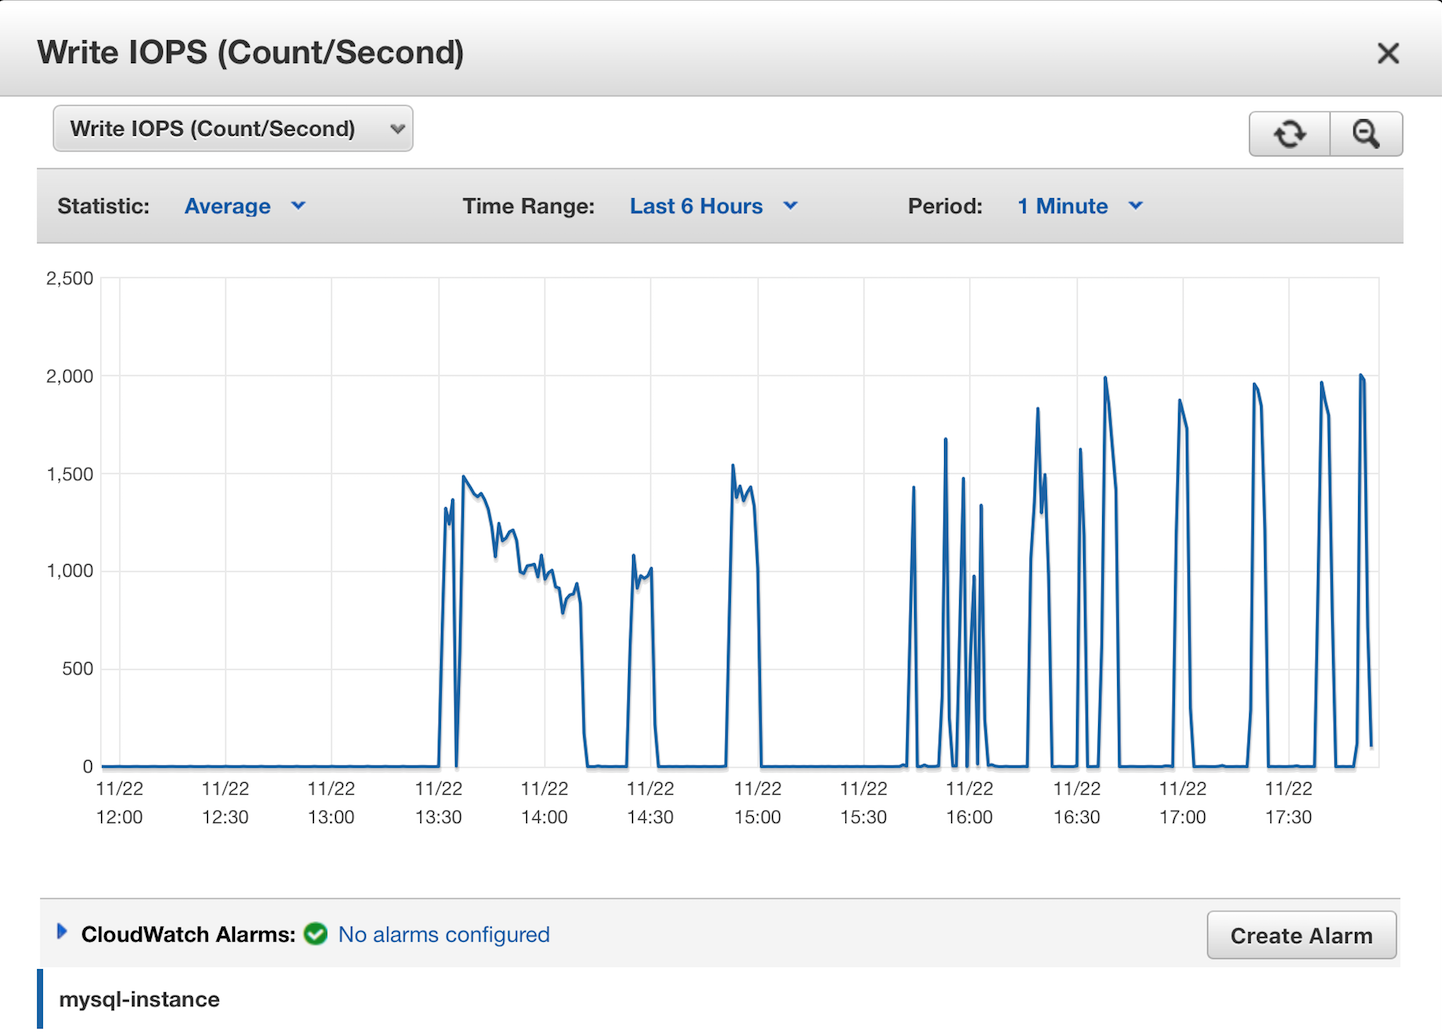 Write IOPS (Count/Second)
Write IOPS (Count/Second)
Statistic: Average Time Range: Last 6 Hours Period: 1 Minute
2,500
2,000
1,500
1,000
500
0
11/22 11/22 11/22 11/22 11/22 11/22 11/22 11/22 11/22 11/22 11/22 11/22
12:00 12:30 13:00 13:30 14:00 14:30 15:00 15:30 16:00 16:30 17:00 17:30
CloudWatch Alarms: No alarms configured Create Alarm
mysql-instance